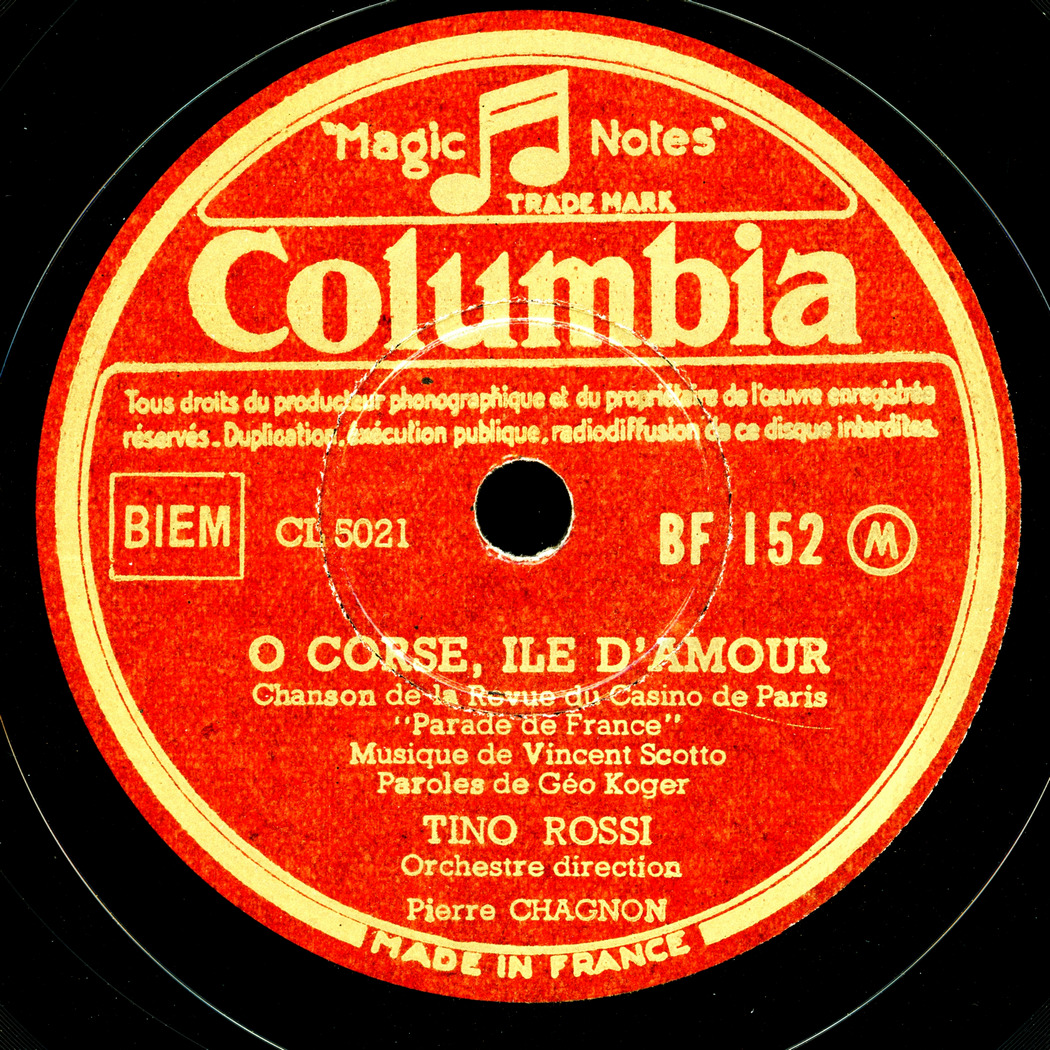 "Magic Notes"
TRADE MARK
Columbia
Tous droits du producteur phonographique et du propriétaire de l'œuvre enregistrée
réservés_Duplication, exécution publique, radiodiffusion de ce disque interdites.
BIEM CL 5021 BF 152 M
O CORSE, ILE D'AMOUR
Chanson de la Revue du Casino de Paris
"Parade de France"
Musique de Vincent Scotto
Paroles de Géo Koger
TINO ROSSI
Orchestre direction
Pierre CHAGNON
MADE IN FRANCE